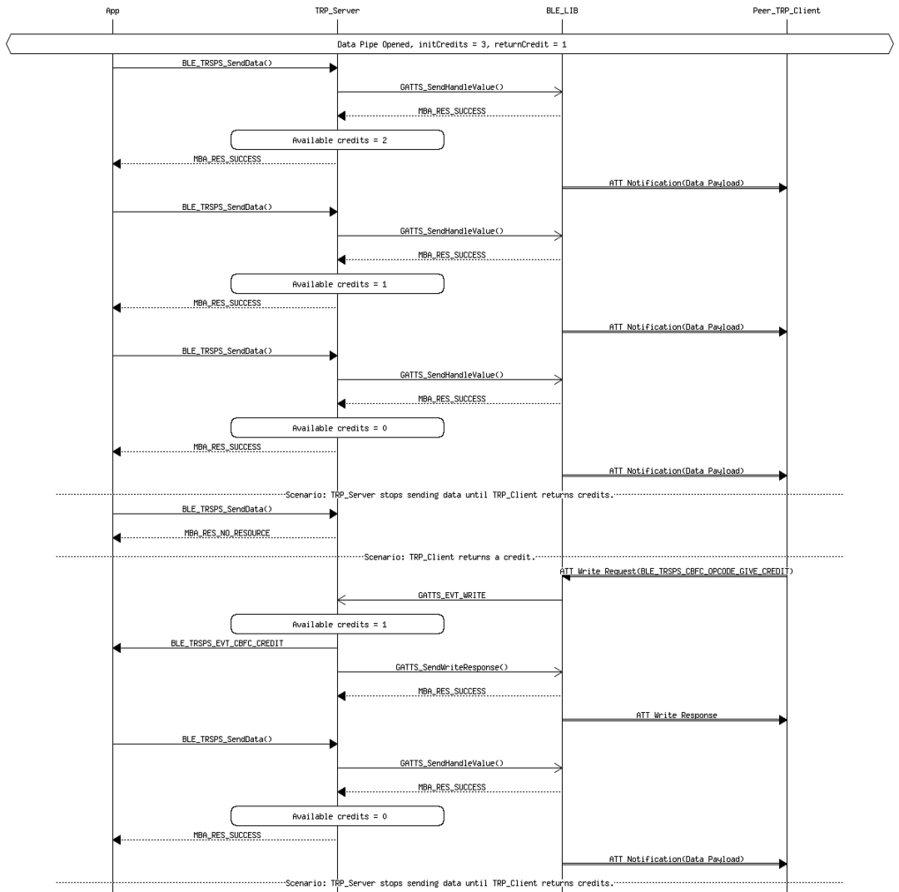 App TRP_Server BLE_LIB Peer_TRP_Client
Data Pipe Opened, initCredits = 3, returnCredit = 1
BLE_TRSPS_SendData()
GATTS_SendHandleValue()
MBA_RES_SUCCESS
Available credits = 2
MBA_RES_SUCCESS
ATT Notification(Data Payload)
BLE_TRSPS_SendData()
GATTS_SendHandleValue()
MBA_RES_SUCCESS
Available credits = 1
MBA_RES_SUCCESS
ATT Notification(Data Payload)
BLE_TRSPS_SendData()
GATTS_SendHandleValue()
MBA_RES_SUCCESS
Available credits = 0
MBA_RES_SUCCESS
ATT Notification(Data Payload)
Scenario: TRP_Server stops sending data until TRP_Client returns credits.
BLE_TRSPS_SendData()
MBA_RES_NO_RESOURCE
Scenario: TRP_Client returns a credit.
ATT Write Request(BLE_TRSPS_CBFC_OPCODE_GIVE_CREDIT)
GATTS_EVT_WRITE
Available credits = 1
BLE_TRSPS_EVT_CBFC_CREDIT
GATTS_SendWriteResponse()
MBA_RES_SUCCESS
ATT Write Response
BLE_TRSPS_SendData()
GATTS_SendHandleValue()
MBA_RES_SUCCESS
Available credits = 0
MBA_RES_SUCCESS
ATT Notification(Data Payload)
Scenario: TRP_Server stops sending data until TRP_Client returns credits.